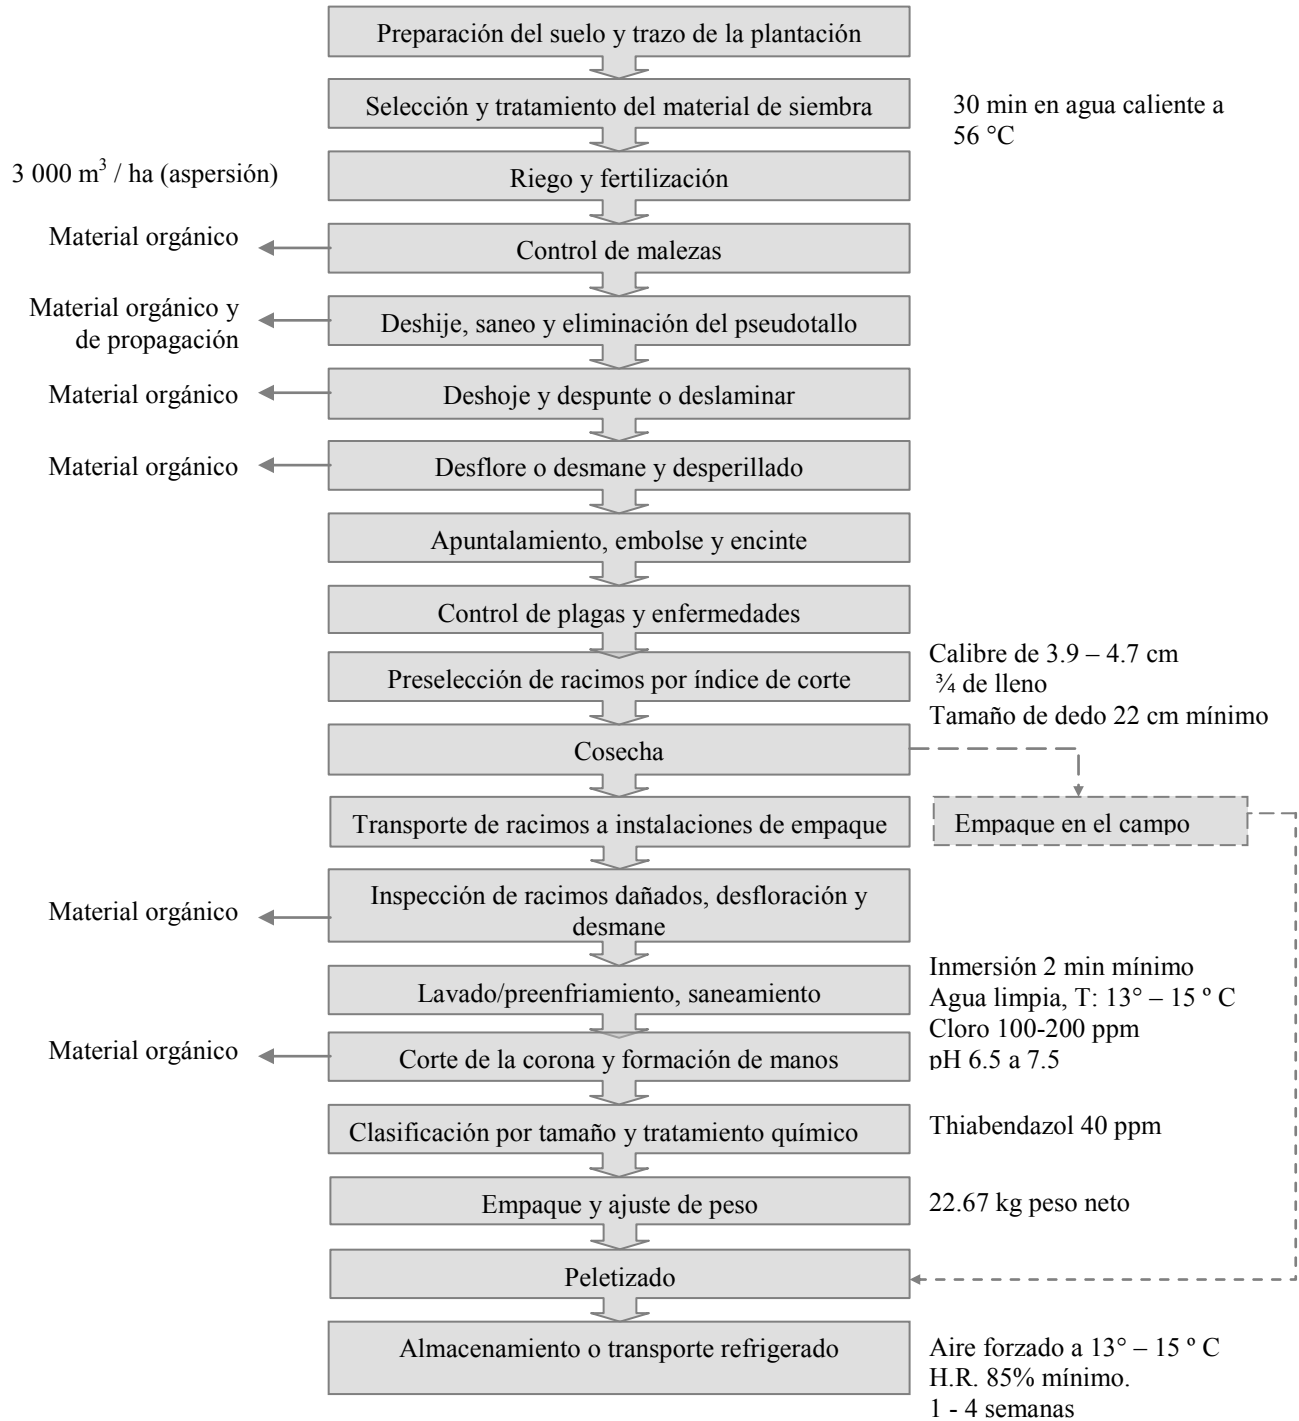 Preparación del suelo y trazo de la plantación
Selección y tratamiento del material de siembra
30 min en agua caliente a
56 °C
3 000 m³ / ha (aspersión)
Riego y fertilización
Material orgánico
Control de malezas
Material orgánico y
de propagación
Deshije, saneo y eliminación del pseudotallo
Material orgánico
Deshoje y despunte o deslaminar
Material orgánico
Desflore o desmane y desperillado
Apuntalamiento, embolse y encinte
Control de plagas y enfermedades
Preselección de racimos por índice de corte
Calibre de 3.9 – 4.7 cm
¾ de lleno
Tamaño de dedo 22 cm mínimo
Cosecha
Transporte de racimos a instalaciones de empaque
Empaque en el campo
Material orgánico
Inspección de racimos dañados, desfloración y
desmane
Lavado/preenfriamiento, saneamiento
Inmersión 2 min mínimo
Agua limpia, T: 13° – 15 º C
Cloro 100-200 ppm
pH 6.5 a 7.5
Material orgánico
Corte de la corona y formación de manos
Clasificación por tamaño y tratamiento químico
Thiabendazol 40 ppm
Empaque y ajuste de peso
22.67 kg peso neto
Peletizado
Almacenamiento o transporte refrigerado
Aire forzado a 13° – 15 º C
H.R. 85% mínimo.
1 - 4 semanas